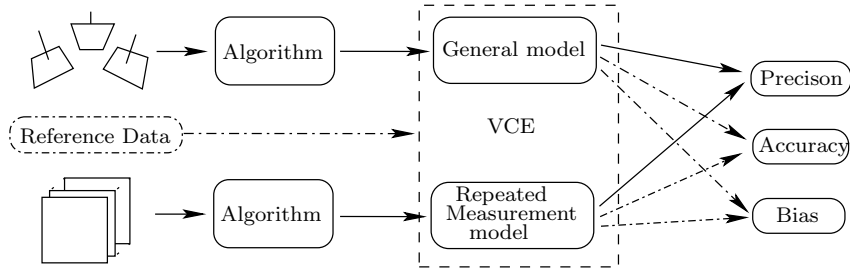 Algorithm
General model
Precison
Reference Data
VCE
Accuracy
Algorithm
Repeated
Measurement
model
Bias